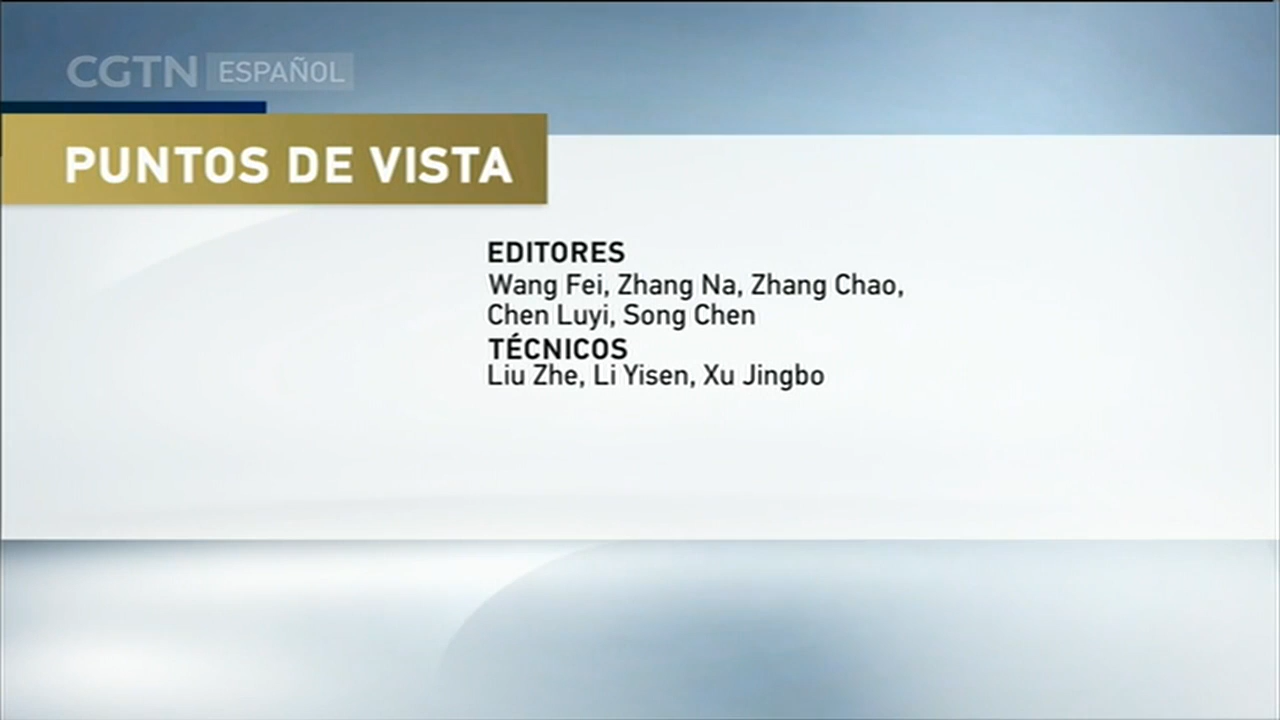 CGTN ESPAÑOL
PUNTOS DE VISTA
EDITORES
Wang Fei, Zhang Na, Zhang Chao,
Chen Luyi, Song Chen
TÉCNICOS
Liu Zhe, Li Yisen, Xu Jingbo